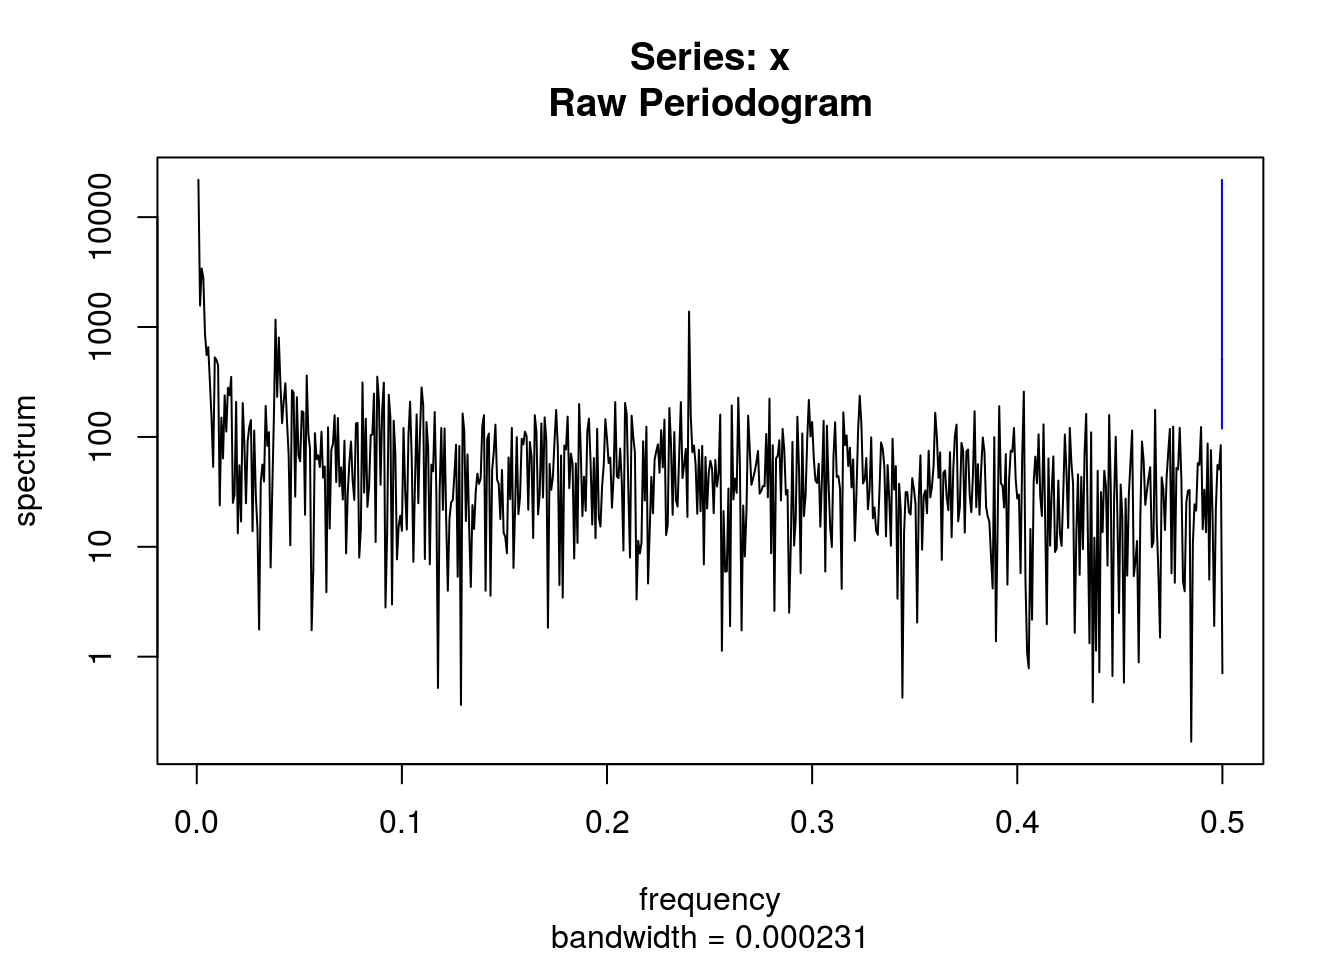 Series: x
Raw Periodogram
spectrum
10000
1000
100
10
1
0.0 0.1 0.2 0.3 0.4 0.5
frequency
bandwidth = 0.000231